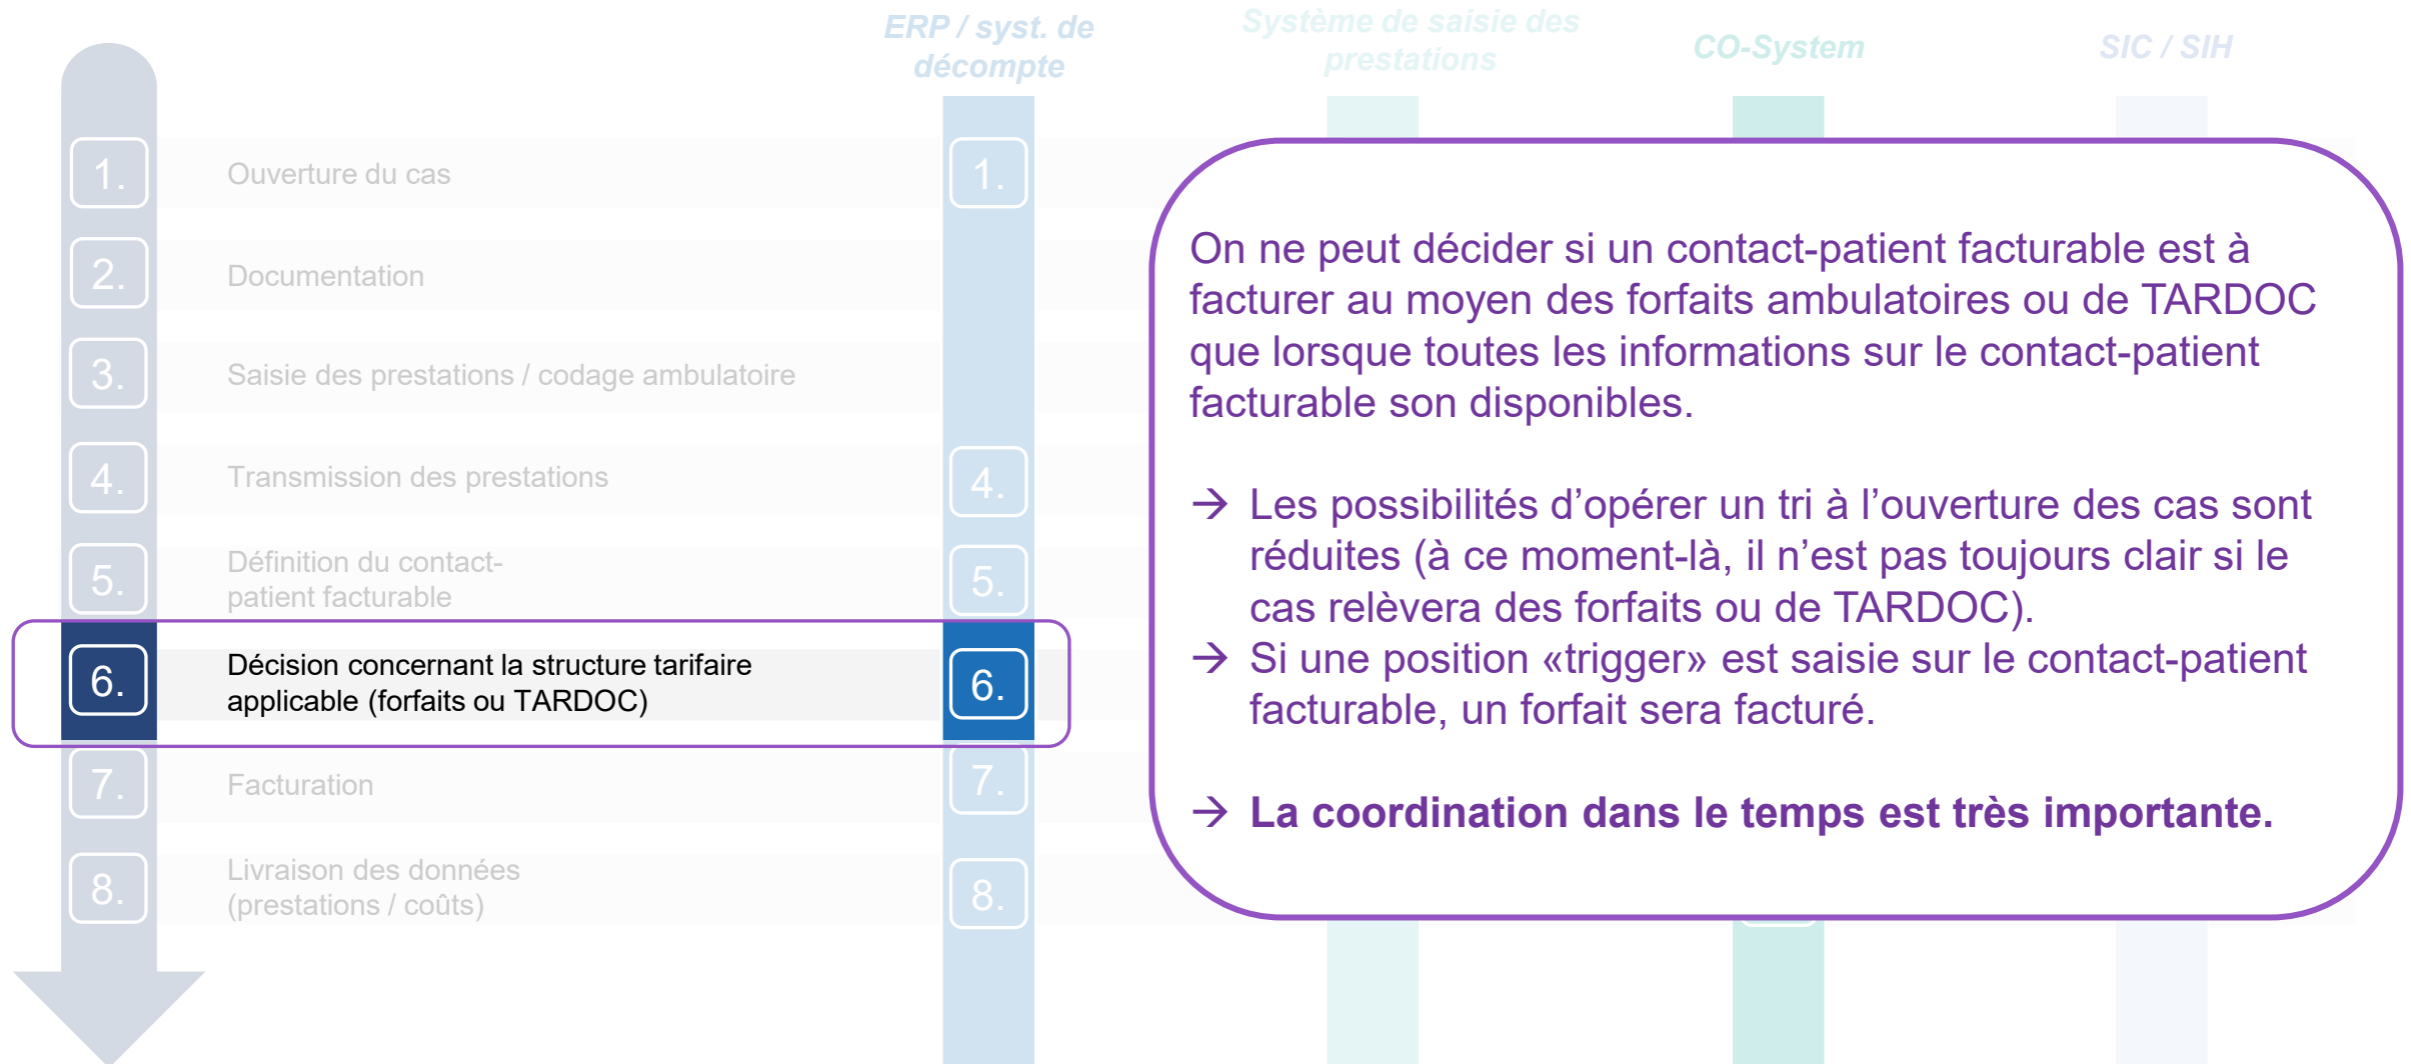 ERP / syst. de
décompte
Système de saisie des
prestations
CO-System
SIC / SIH
1.
Ouverture du cas
1.
2.
Documentation
3.
Saisie des prestations / codage ambulatoire
4.
Transmission des prestations
4.
5.
Définition du contact-
patient facturable
5.
6.
Décision concernant la structure tarifaire
applicable (forfaits ou TARDOC)
6.
7.
Facturation
7.
8.
Livraison des données
(prestations / coûts)
8.
On ne peut décider si un contact-patient facturable est à
facturer au moyen des forfaits ambulatoires ou de TARDOC
que lorsque toutes les informations sur le contact-patient
facturable son disponibles.
→ Les possibilités d’opérer un tri à l’ouverture des cas sont
réduites (à ce moment-là, il n’est pas toujours clair si le
cas relèvera des forfaits ou de TARDOC).
→ Si une position «trigger» est saisie sur le contact-patient
facturable, un forfait sera facturé.
→ La coordination dans le temps est très importante.